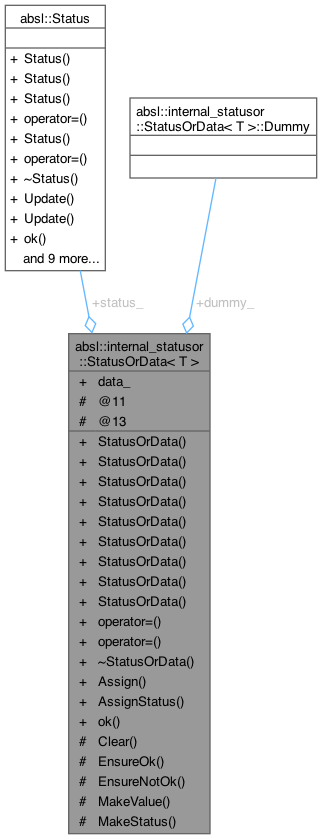 absl::Status
+ Status()
+ Status()
+ Status()
+ operator=()
+ Status()
+ operator=()
+ ~Status()
+ Update()
+ Update()
+ ok()
and 9 more...
absl::internal_statusor
::StatusOrData< T >::Dummy
+status_
+dummy_
absl::internal_statusor
::StatusOrData< T >
+ data_
# @11
# @13
+ StatusOrData()
+ StatusOrData()
+ StatusOrData()
+ StatusOrData()
+ StatusOrData()
+ StatusOrData()
+ StatusOrData()
+ StatusOrData()
+ StatusOrData()
+ operator=()
+ operator=()
+ ~StatusOrData()
+ Assign()
+ AssignStatus()
+ ok()
# Clear()
# EnsureOk()
# EnsureNotOk()
# MakeValue()
# MakeStatus()